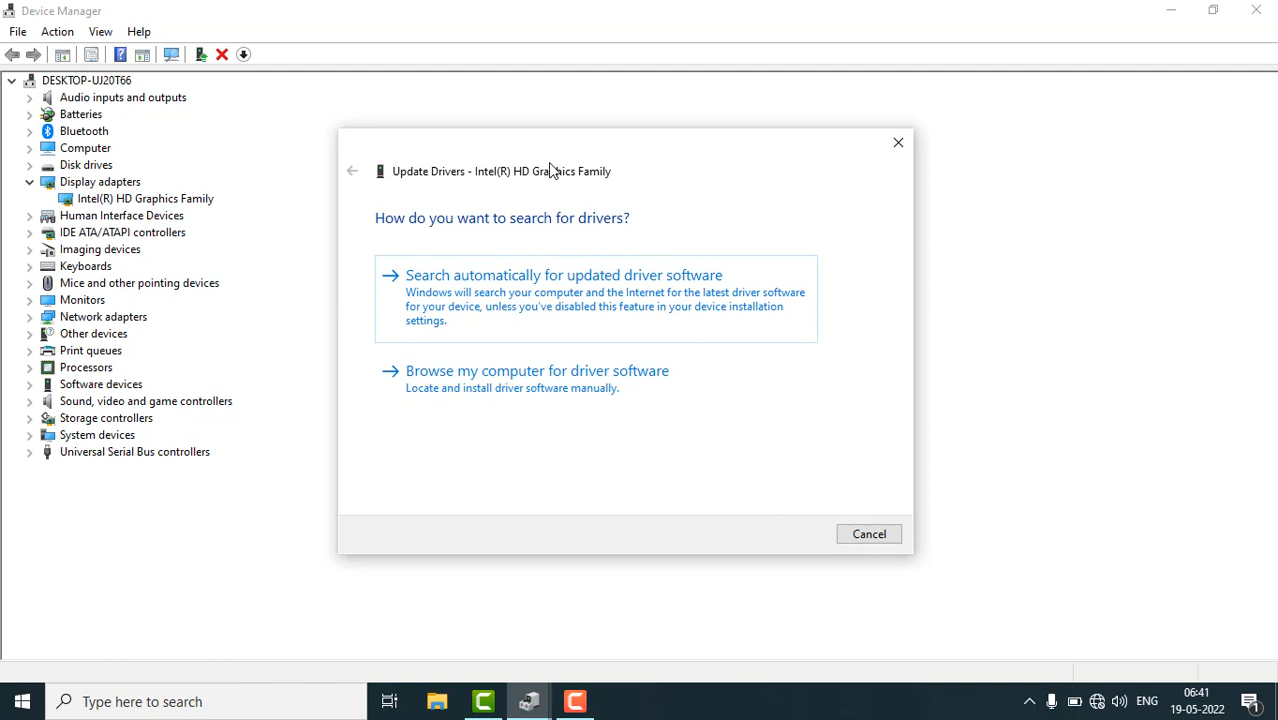 Device Manager
File Action View Help
DESKTOP-UJ20T66
Audio inputs and outputs
Batteries
Bluetooth
Computer
Disk drives
Display adapters
Intel(R) HD Graphics Family
Human Interface Devices
IDE ATA/ATAPI controllers
Imaging devices
Keyboards
Mice and other pointing devices
Monitors
Network adapters
Other devices
Print queues
Processors
Software devices
Sound, video and game controllers
Storage controllers
System devices
Universal Serial Bus controllers
Update Drivers - Intel(R) HD Graphics Family
How do you want to search for drivers?
Search automatically for updated driver software
Windows will search your computer and the Internet for the latest driver software
for your device, unless you've disabled this feature in your device installation
settings.
Browse my computer for driver software
Locate and install driver software manually.
Cancel
Type here to search
ENG
06:41
19-05-2022
1